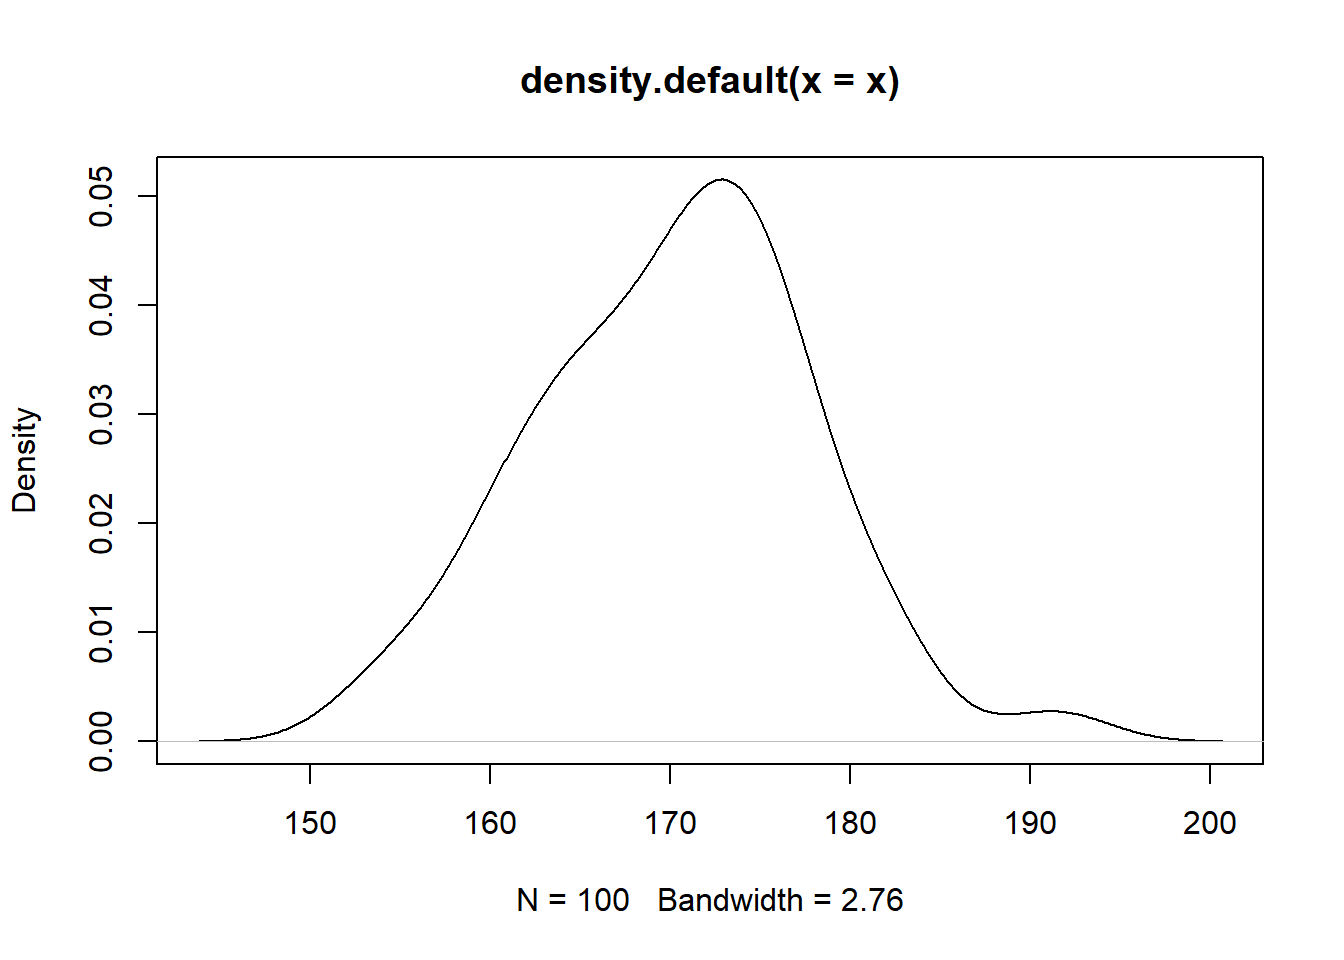 density.default(x = x)
Density
0.05
0.04
0.03
0.02
0.01
0.00
150 160 170 180 190 200
N = 100   Bandwidth = 2.76